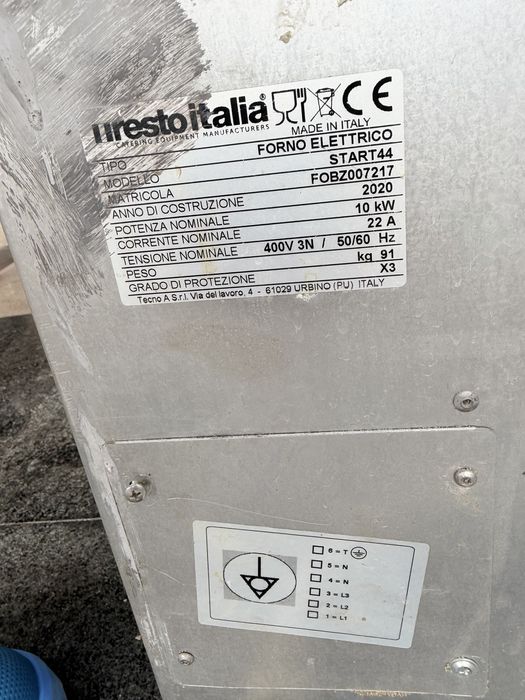 prestoitalia®
CATERING EQUIPMENT MANUFACTURERS
CE
MADE IN ITALY
TIPO FORNO ELETTRICO
MODELLO START44
MATRICOLA FOBZ007217
ANNO DI COSTRUZIONE 2020
POTENZA NOMINALE 10 kW
CORRENTE NOMINALE 22 A
TENSIONE NOMINALE 400V 3N / 50/60 Hz
PESO kg 91
GRADO DI PROTEZIONE X3
Tecno A S.r.l. Via del lavoro, 4 - 61029 URBINO (PU) ITALY
6 = T
5 = N
4 = N
3 = L3
2 = L2
1 = L1